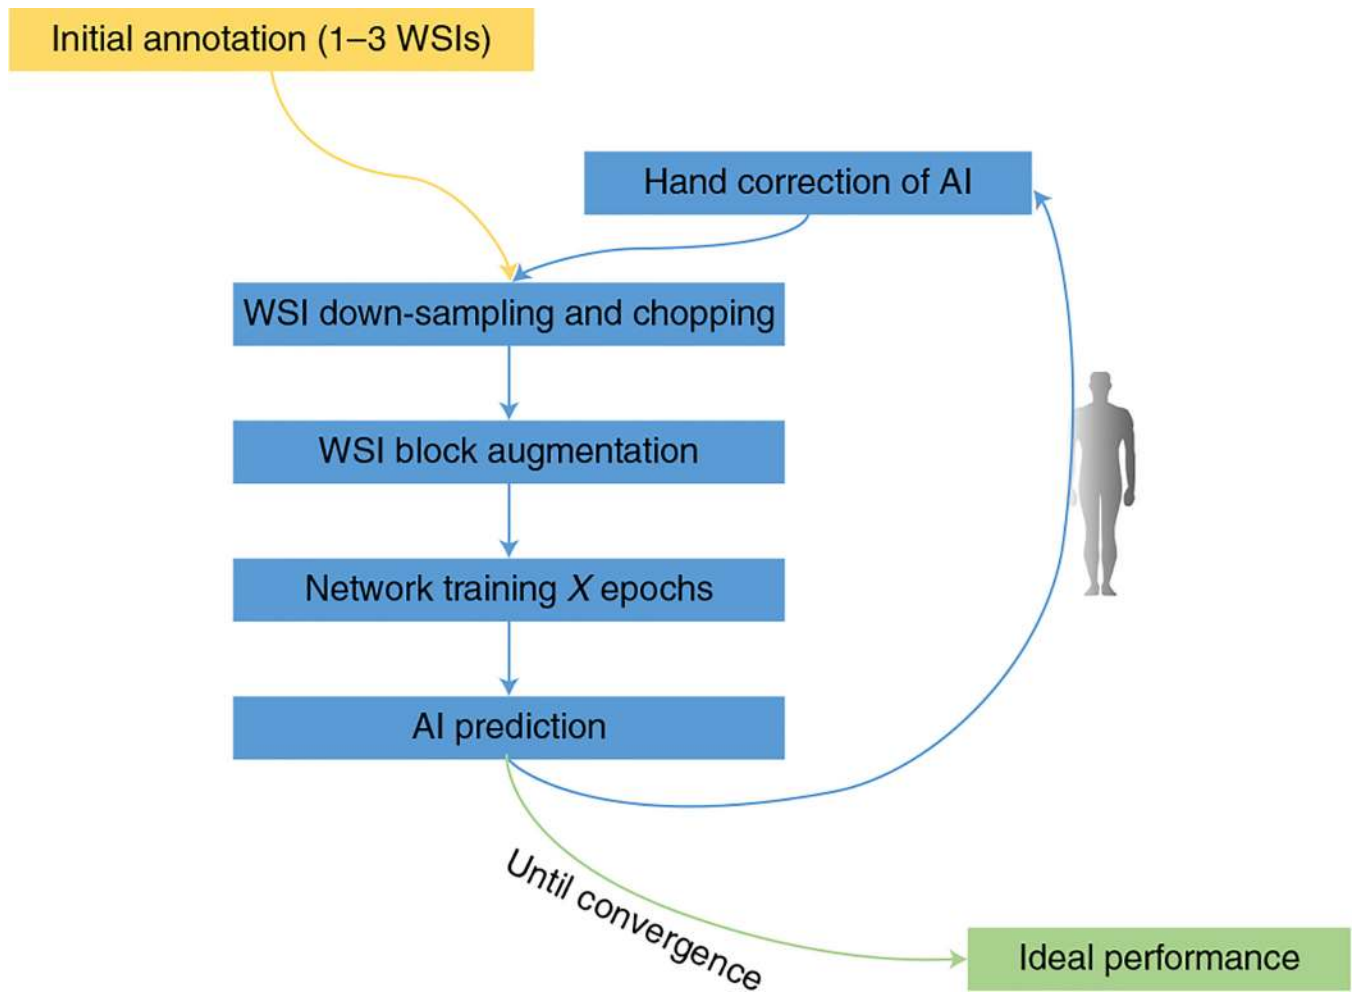 Initial annotation (1–3 WSIs)
Hand correction of AI
WSI down-sampling and chopping
WSI block augmentation
Network training X epochs
AI prediction
Until convergence
Ideal performance